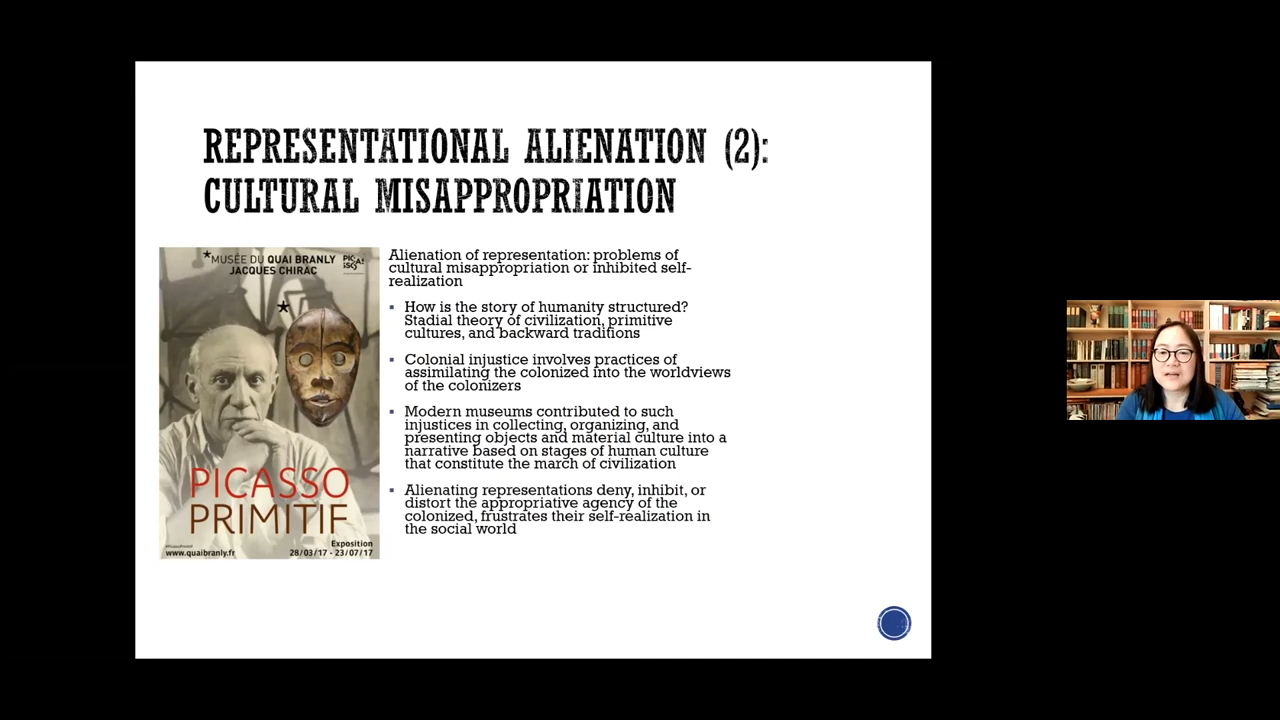 REPRESENTATIONAL ALIENATION (2):
CULTURAL MISAPPROPRIATION
*MUSÉE DU QUAI BRANLY
JACQUES CHIRAC
PIC
ASSO
*
PICASSO
PRIMITIF
Exposition
www.quaibranly.fr
28/03/17 - 23/07/17
Alienation of representation: problems of
cultural misappropriation or inhibited self-
realization
▪ How is the story of humanity structured?
Stadial theory of civilization, primitive
cultures, and backward traditions
▪ Colonial injustice involves practices of
assimilating the colonized into the worldviews
of the colonizers
▪ Modern museums contributed to such
injustices in collecting, organizing, and
presenting objects and material culture into a
narrative based on stages of human culture
that constitute the march of civilization
▪ Alienating representations deny, inhibit, or
distort the appropriative agency of the
colonized, frustrates their self-realization in
the social world